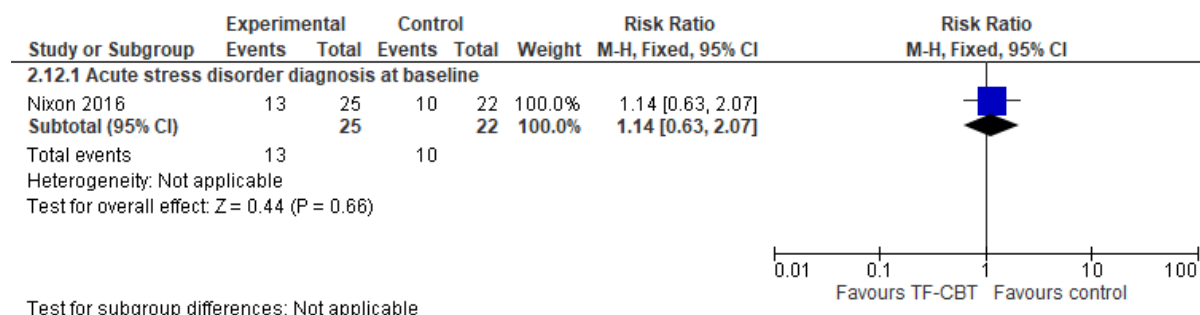 Experimental Control Risk Ratio Risk Ratio
Study or Subgroup Events Total Events Total Weight M-H, Fixed, 95% CI M-H, Fixed, 95% CI
2.12.1 Acute stress disorder diagnosis at baseline
Nixon 2016 13 25 10 22 100.0% 1.14 [0.63, 2.07]
Subtotal (95% CI) 25 22 100.0% 1.14 [0.63, 2.07]
Total events 13 10
Heterogeneity: Not applicable
Test for overall effect: Z = 0.44 (P = 0.66)
0.01 0.1 1 10 100
Favours TF-CBT Favours control
Test for subgroup differences: Not applicable